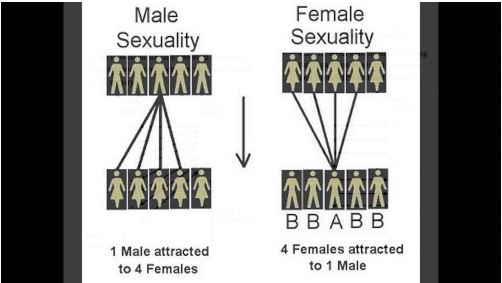 Male
Sexuality
Female
Sexuality
B B A B B
1 Male attracted
to 4 Females
4 Females attracted
to 1 Male